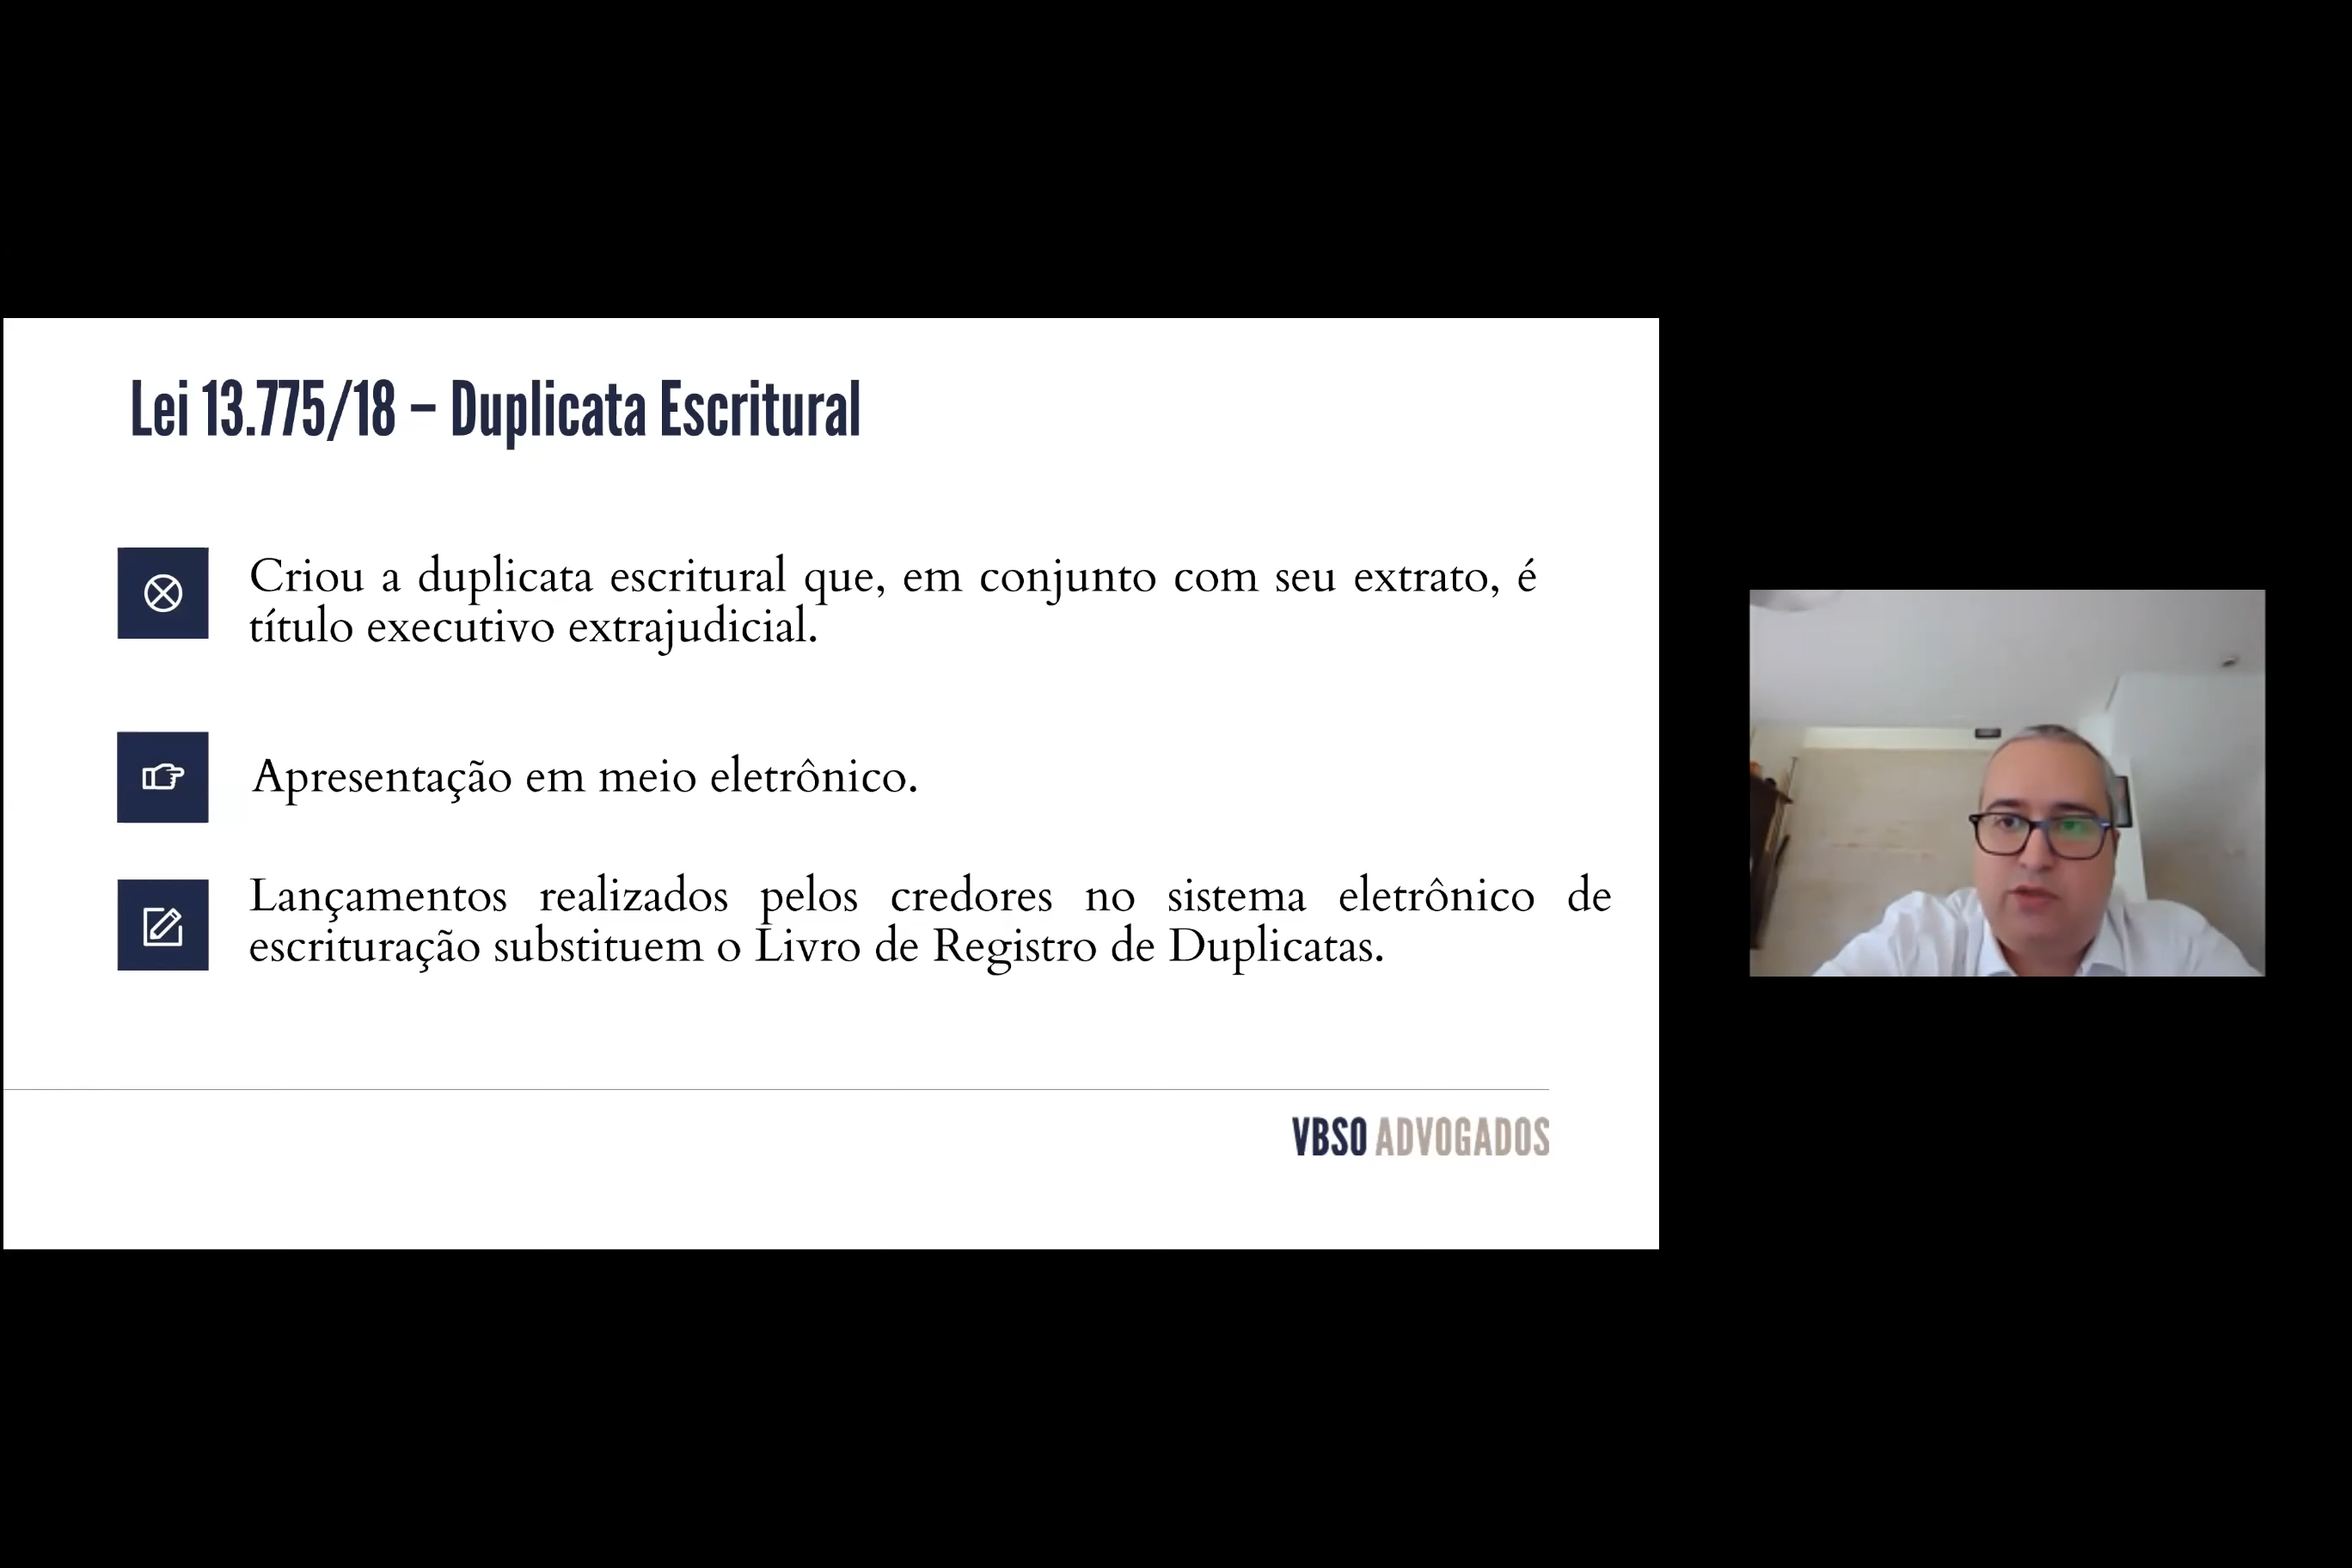 Lei 13.775/18 – Duplicata Escritural
Criou a duplicata escritural que, em conjunto com seu extrato, é
título executivo extrajudicial.
Apresentação em meio eletrônico.
Lançamentos realizados pelos credores no sistema eletrônico de
escrituração substituem o Livro de Registro de Duplicatas.
VBSO ADVOGADOS